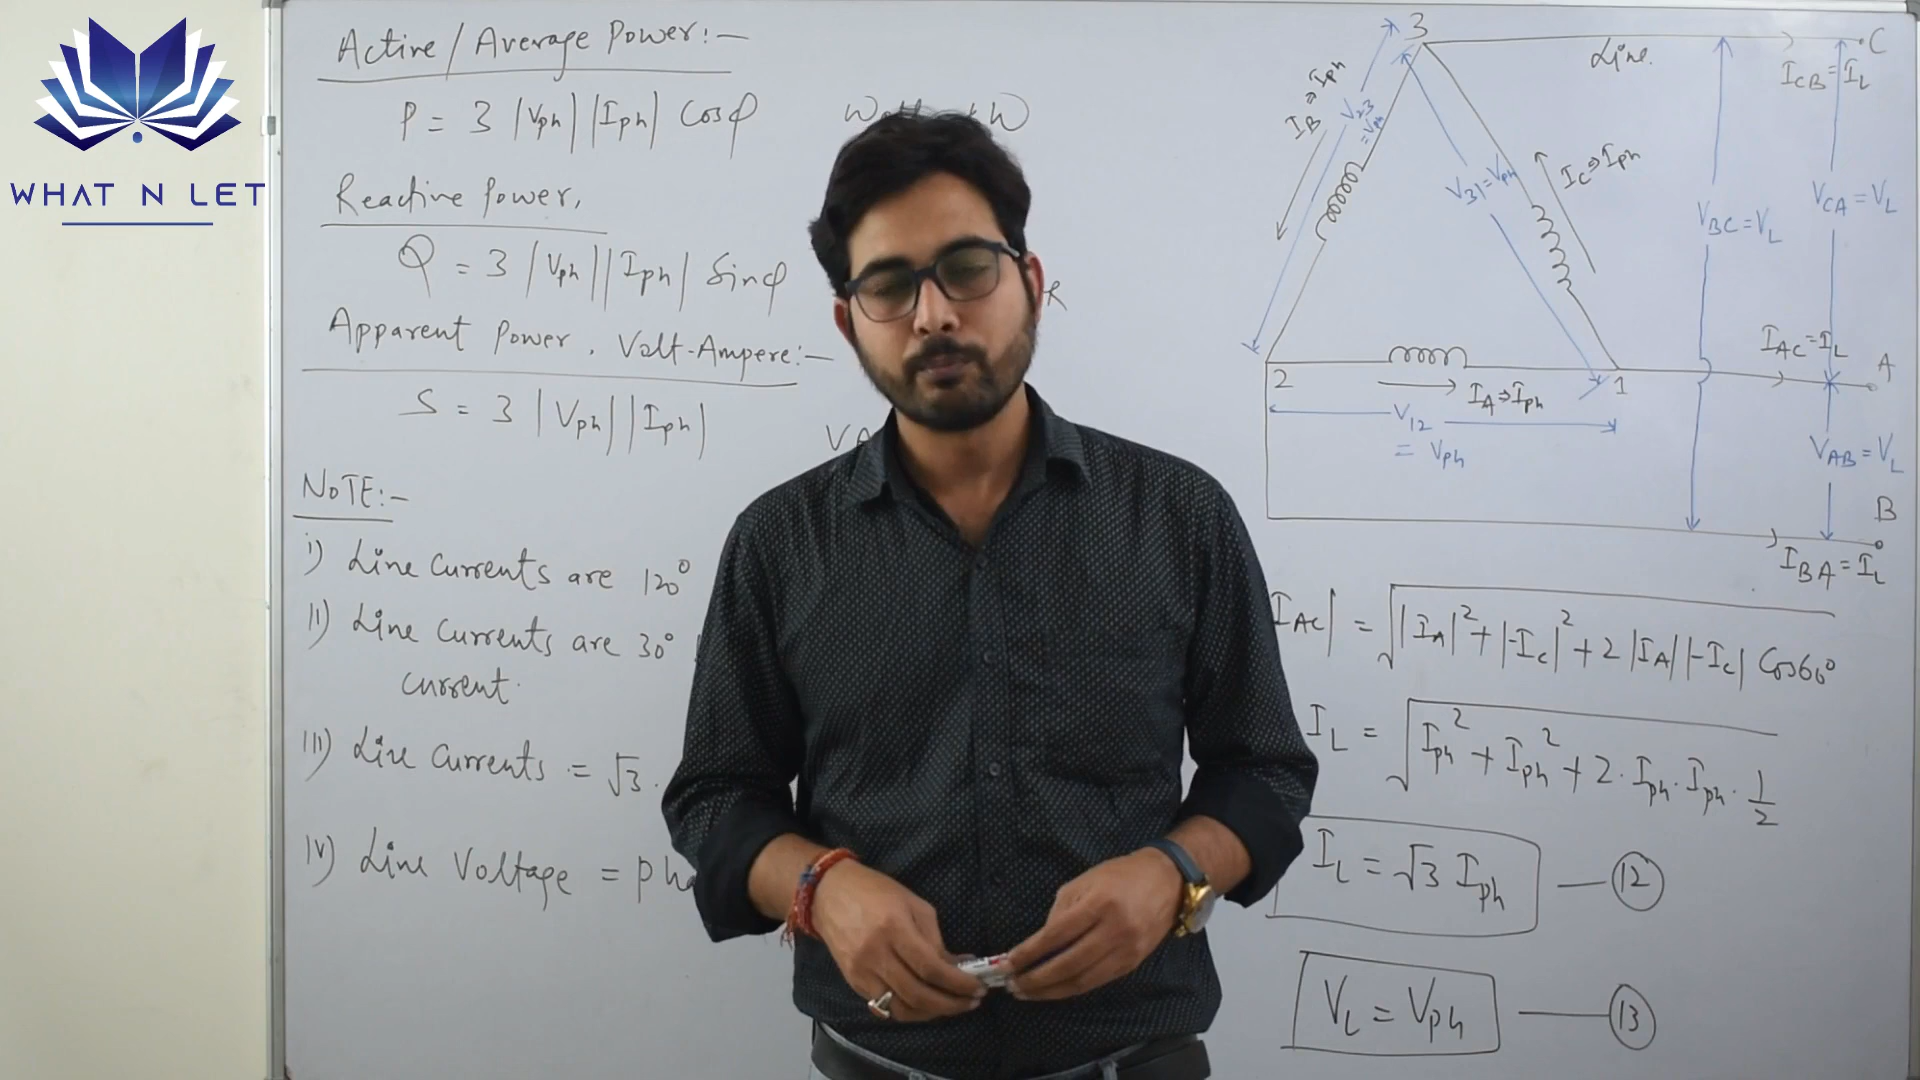 WHAT N LET
Active/Average Power:-
P = 3 |Vph| |Iph| Cosφ
Reactive Power,
Q = 3 |Vph| |Iph| Sinφ
Apparent Power, Volt-Ampere:-
S = 3 |Vph| |Iph|
NOTE:-
i) Line Currents are 120°
ii) Line Currents are 30°
current.
iii) Line Currents = √3.
iv) Line Voltage =
3
Line
C
ICB = IL
IB ⇒ Iph
V23
= Vph
V31 = Vph
IC ⇒ Iph
VBC = VL
VCA = VL
IAC = IL
A
2
1
IA ⇒ Iph
V12
= Vph
VAB = VL
B
IBA = IL
IAC| = √|IA|² + |-IC|² + 2 |IA| |-IC| Cos60°
IL = √Iph² + Iph² + 2 . Iph . Iph . 1/2
IL = √3 Iph — 12
VL = Vph — 13